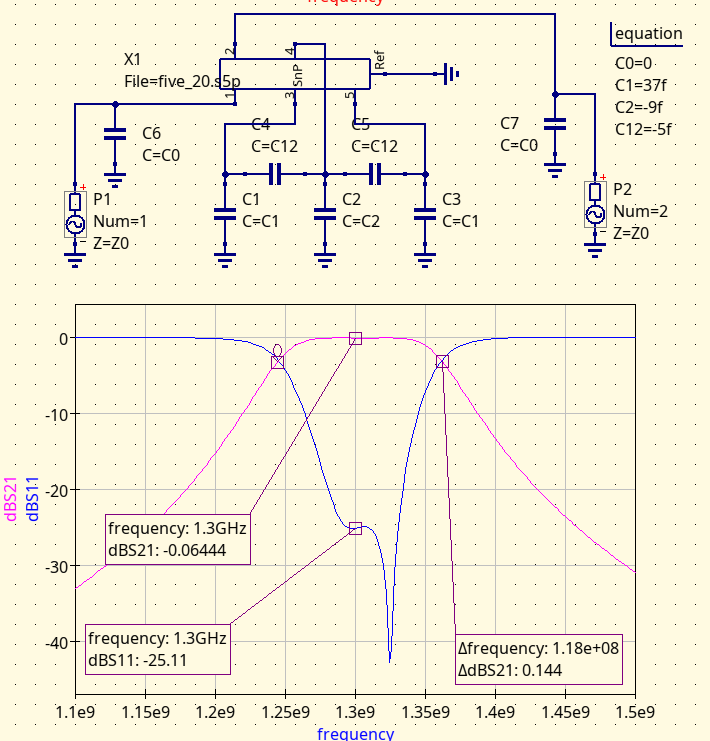 frequency
X1
File=five_20.s5p
2
4
SnP
Ref
1
3
5
equation
C0=0
C1=37f
C2=-9f
C12=-5f
C6
C=C0
C4
C=C12
C5
C=C12
C7
C=C0
P1
Num=1
Z=Z0
C1
C=C1
C2
C=C2
C3
C=C1
P2
Num=2
Z=Z0
0
-10
-20
-30
-40
dBS21
dBS11
frequency: 1.3GHz
dBS21: -0.06444
frequency: 1.3GHz
dBS11: -25.11
Δfrequency: 1.18e+08
ΔdBS21: 0.144
1.1e9
1.15e9
1.2e9
1.25e9
1.3e9
1.35e9
1.4e9
1.45e9
1.5e9
frequency